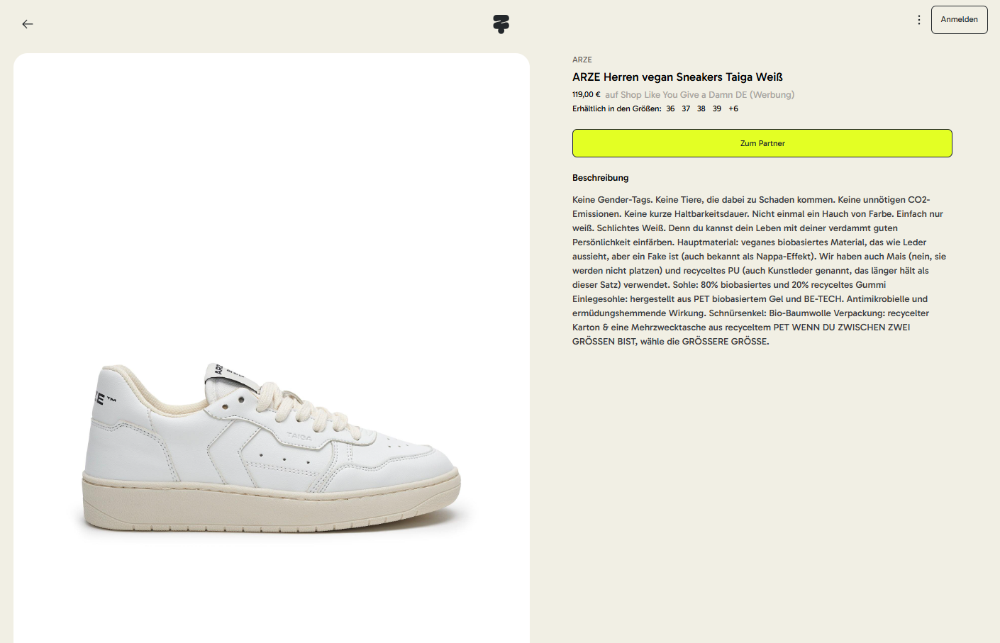 Anmelden
ARZE
ARZE Herren vegan Sneakers Taiga Weiß
119,00 € auf Shop Like You Give a Damn DE (Werbung)
Erhältlich in den Größen: 36 37 38 39 +6
Zum Partner
Beschreibung
Keine Gender-Tags. Keine Tiere, die dabei zu Schaden kommen. Keine unnötigen CO2-
Emissionen. Keine kurze Haltbarkeitsdauer. Nicht einmal ein Hauch von Farbe. Einfach nur
weiß. Schlichtes Weiß. Denn du kannst dein Leben mit deiner verdammt guten
Persönlichkeit einfärben. Hauptmaterial: veganes biobasiertes Material, das wie Leder
aussieht, aber ein Fake ist (auch bekannt als Nappa-Effekt). Wir haben auch Mais (nein, sie
werden nicht platzen) und recyceltes PU (auch Kunstleder genannt, das länger hält als
dieser Satz) verwendet. Sohle: 80% biobasiertes und 20% recyceltes Gummi
Einlegesohle: hergestellt aus PET biobasiertem Gel und BE-TECH. Antimikrobielle und
ermüdungshemmende Wirkung. Schnürsenkel: Bio-Baumwolle Verpackung: recycelter
Karton & eine Mehrzwecktasche aus recyceltem PET WENN DU ZWISCHEN ZWEI
GRÖSSEN BIST, wähle die GRÖSSERE GRÖSSE.
ZE™
TAIGA